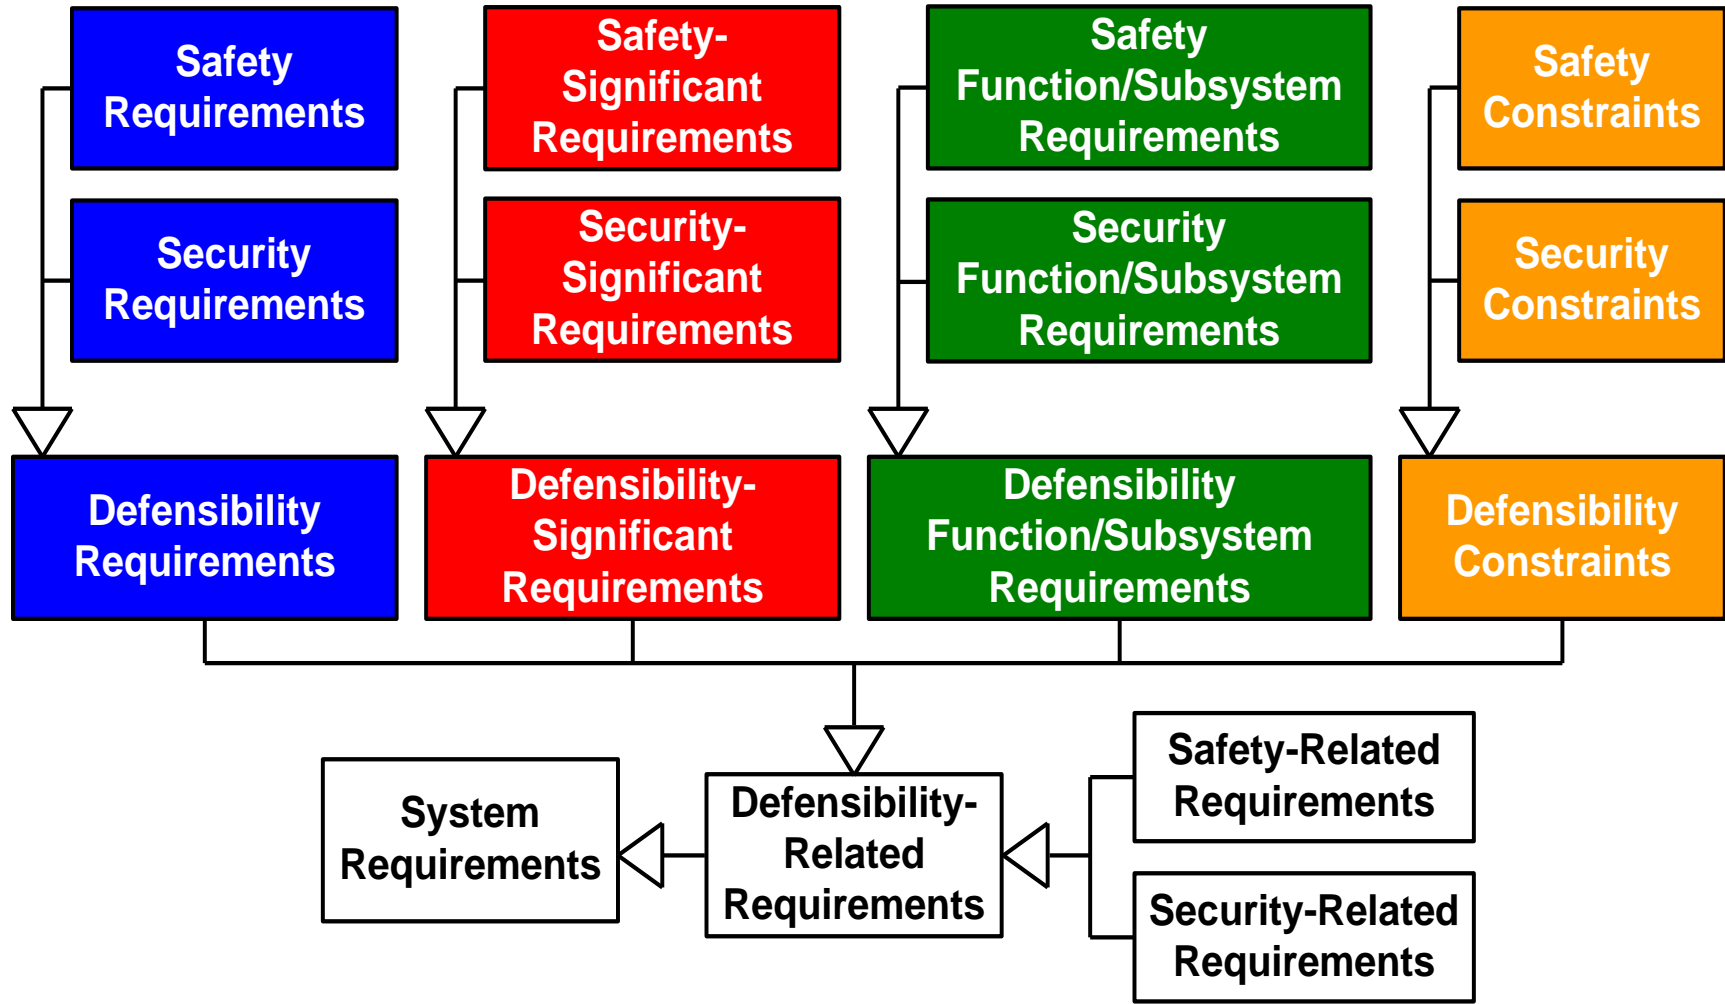 Safety
Requirements
Safety-
Significant
Requirements
Safety
Function/Subsystem
Requirements
Safety
Constraints
Security
Requirements
Security-
Significant
Requirements
Security
Function/Subsystem
Requirements
Security
Constraints
Defensibility
Requirements
Defensibility-
Significant
Requirements
Defensibility
Function/Subsystem
Requirements
Defensibility
Constraints
System
Requirements
Defensibility-
Related
Requirements
Safety-Related
Requirements
Security-Related
Requirements